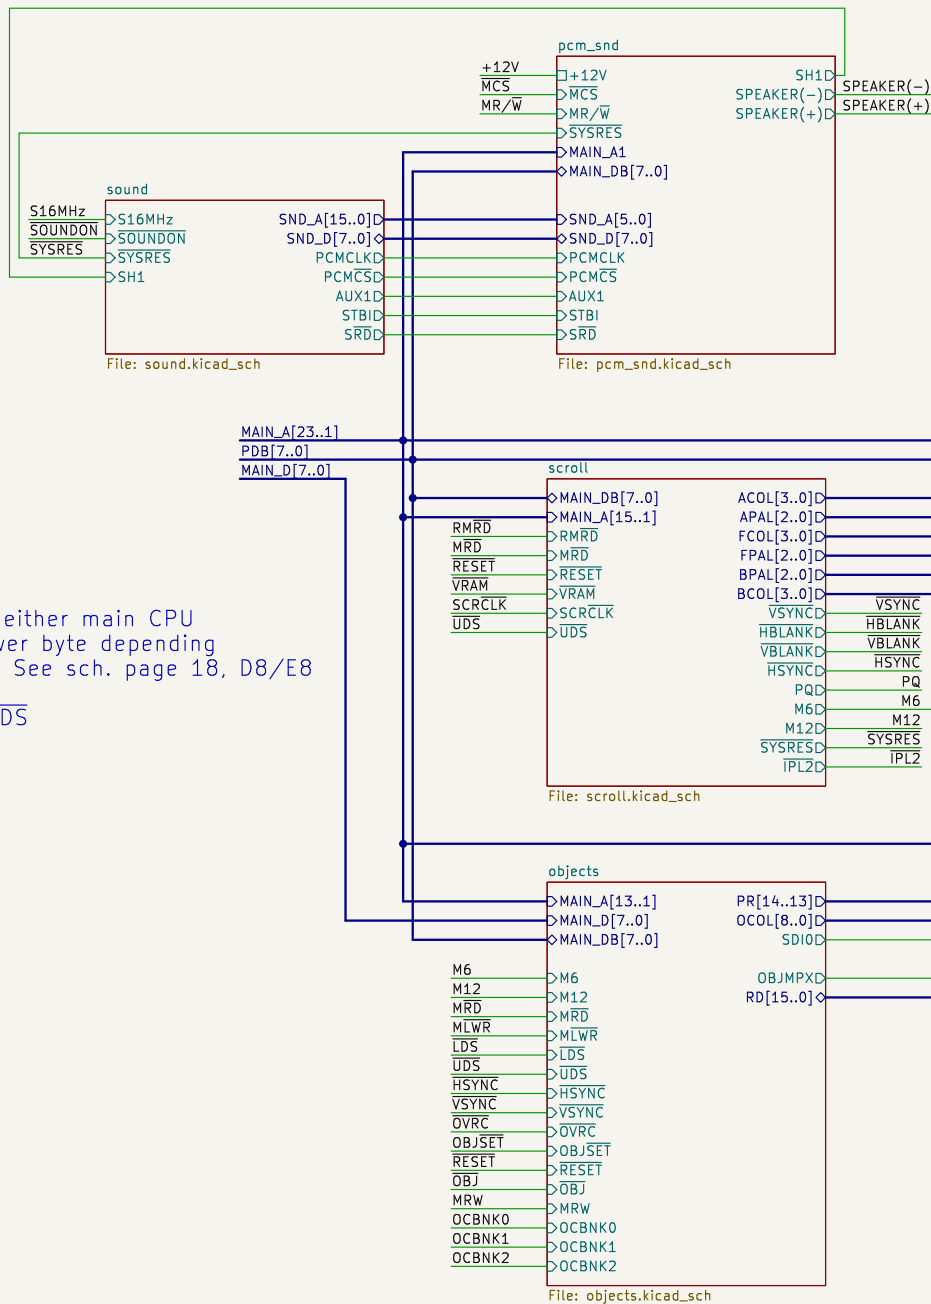 pcm_snd
+12V
MCS
MR/W
+12V
MCS
MR/W
SYSRES
MAIN_A1
MAIN_DB[7..0]
SND_A[5..0]
SND_D[7..0]
PCMCLK
PCMCS
AUX1
STBI
SRD
SH1
SPEAKER(-)
SPEAKER(+)
SPEAKER(-)
SPEAKER(+)
File: pcm_snd.kicad_sch
sound
S16MHz
SOUNDON
SYSRES
S16MHz
SOUNDON
SYSRES
SH1
SND_A[15..0]
SND_D[7..0]
PCMCLK
PCMCS
AUX1
STBI
SRD
File: sound.kicad_sch
MAIN_A[23..1]
PDB[7..0]
MAIN_D[7..0]
scroll
RMRD
MRD
RESET
VRAM
SCRCLK
UDS
MAIN_DB[7..0]
MAIN_A[15..1]
RMRD
MRD
RESET
VRAM
SCRCLK
UDS
ACOL[3..0]
APAL[2..0]
FCOL[3..0]
FPAL[2..0]
BPAL[2..0]
BCOL[3..0]
VSYNC
HBLANK
VBLANK
HSYNC
PQ
M6
M12
SYSRES
IPL2
VSYNC
HBLANK
VBLANK
HSYNC
PQ
M6
M12
SYSRES
IPL2
File: scroll.kicad_sch
either main CPU
wer byte depending
See sch. page 18, D8/E8
DS
objects
M6
M12
MRD
MLWR
LDS
UDS
HSYNC
VSYNC
OVRC
OBJSET
RESET
OBJ
MRW
OCBNK0
OCBNK1
OCBNK2
MAIN_A[13..1]
MAIN_D[7..0]
MAIN_DB[7..0]
M6
M12
MRD
MLWR
LDS
UDS
HSYNC
VSYNC
OVRC
OBJSET
RESET
OBJ
MRW
OCBNK0
OCBNK1
OCBNK2
PR[14..13]
OCOL[8..0]
SDI0
OBJMPX
RD[15..0]
File: objects.kicad_sch